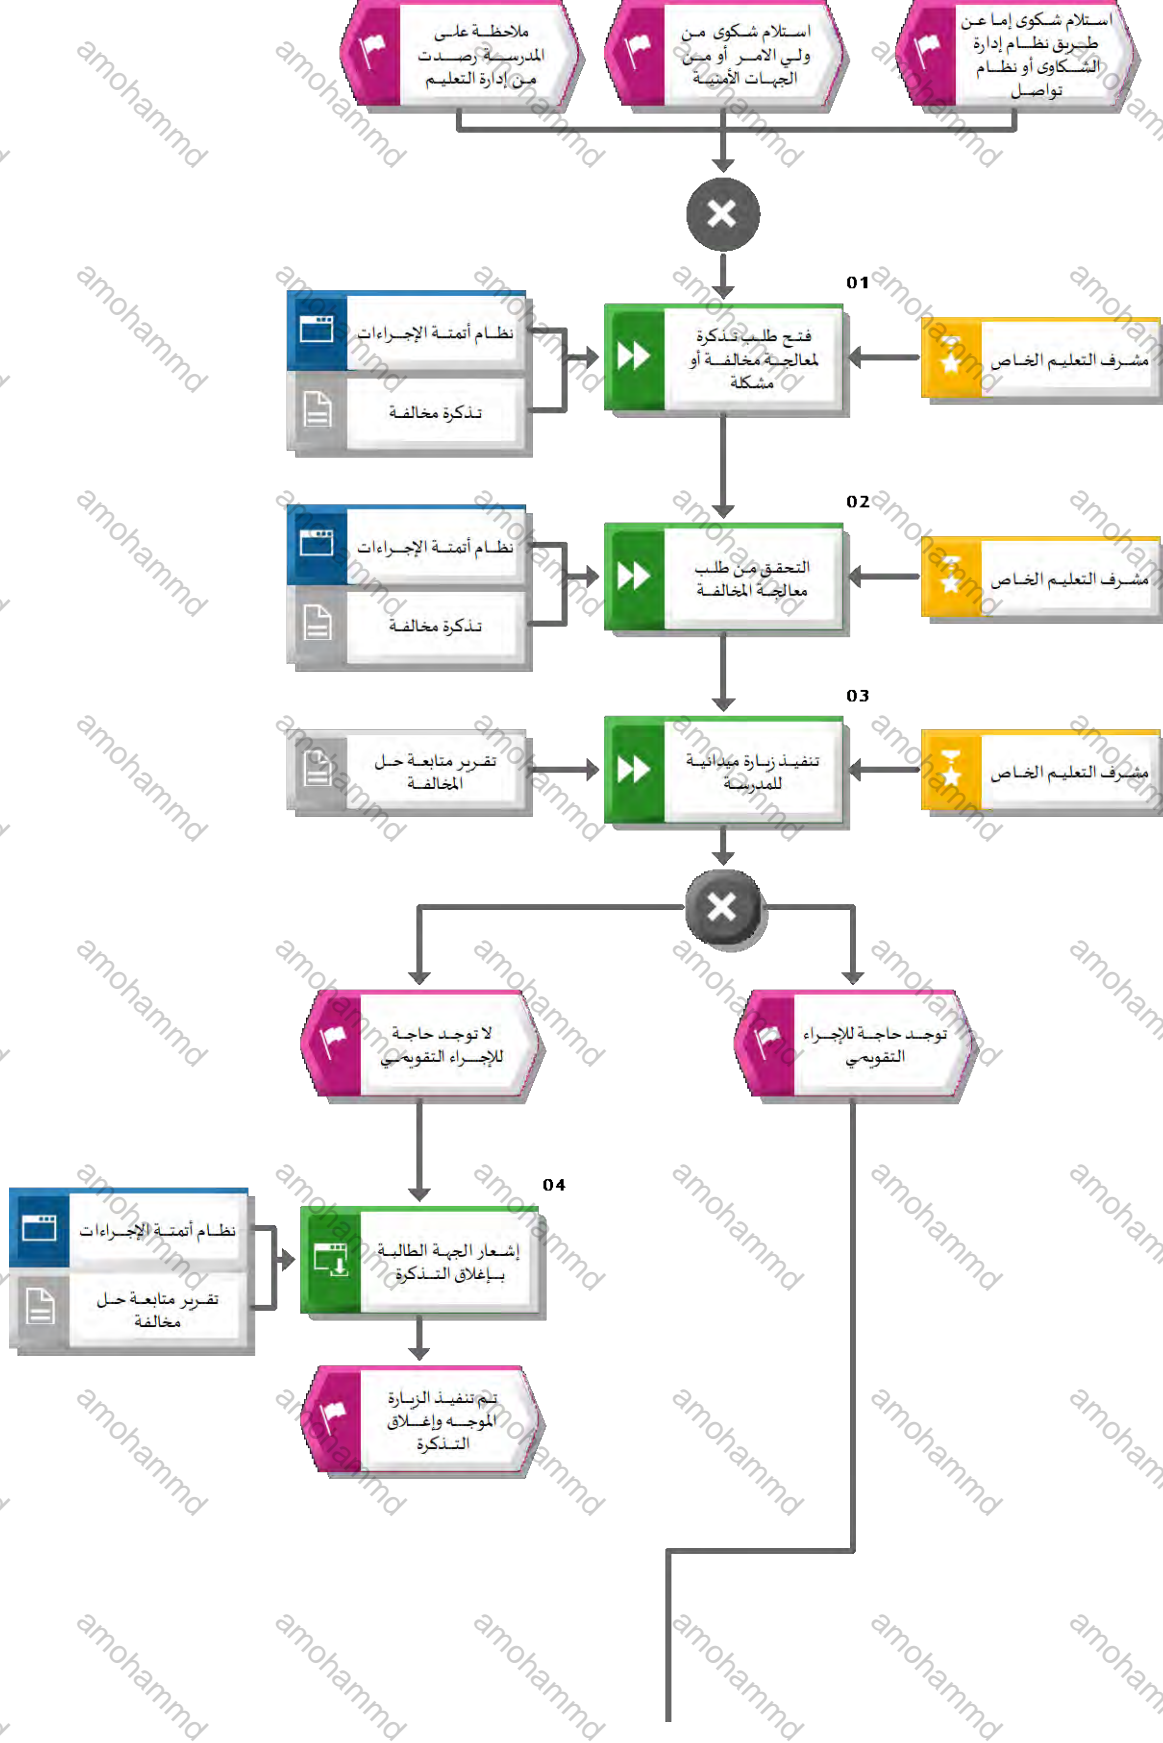 استلام شكوى إما عن
طريق نظام إدارة
الشكاوى أو نظام
تواصل
استلام شكوى من
ولي الامر أو من
الجهات الأمنية
ملاحظة على
المدرسة رصدت
من إدارة التعليم
01
مشرف التعليم الخاص
فتح طلب تذكرة
لمعالجة مخالفة أو
مشكلة
نظام أتمتة الإجراءات
تذكرة مخالفة
02
مشرف التعليم الخاص
التحقق من طلب
معالجة المخالفة
نظام أتمتة الإجراءات
تذكرة مخالفة
03
مشرف التعليم الخاص
تنفيذ زيارة ميدانية
للمدرسة
تقرير متابعة حل
المخالفة
توجد حاجة للإجراء
التقويمي
لا توجد حاجة
للإجراء التقويمي
04
إشعار الجهة الطالبة
بإغلاق التذكرة
نظام أتمتة الإجراءات
تقرير متابعة حل
مخالفة
تم تنفيذ الزيارة
الموجه وإغلاق
التذكرة
amohammd